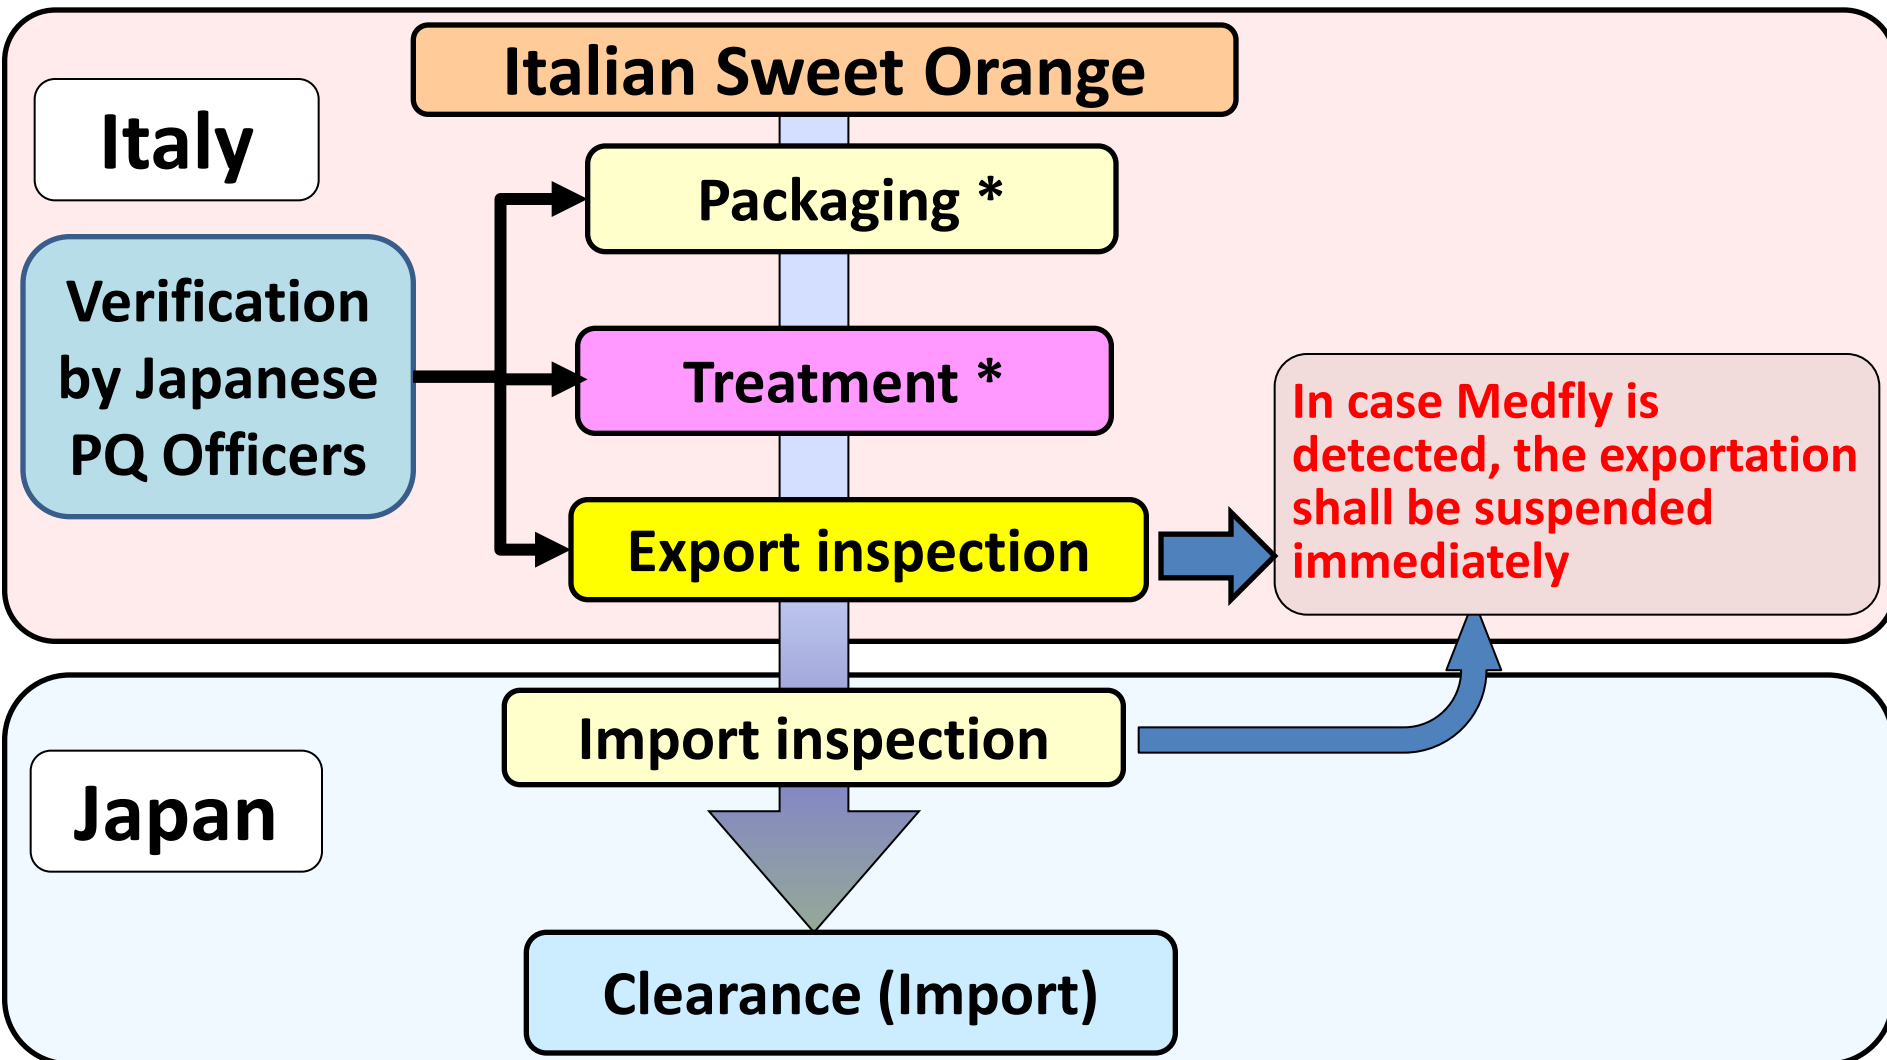 Italian Sweet Orange
Italy
Packaging *
Verification
by Japanese
PQ Officers
Treatment *
Export inspection
In case Medfly is
detected, the exportation
shall be suspended
immediately
Import inspection
Japan
Clearance (Import)